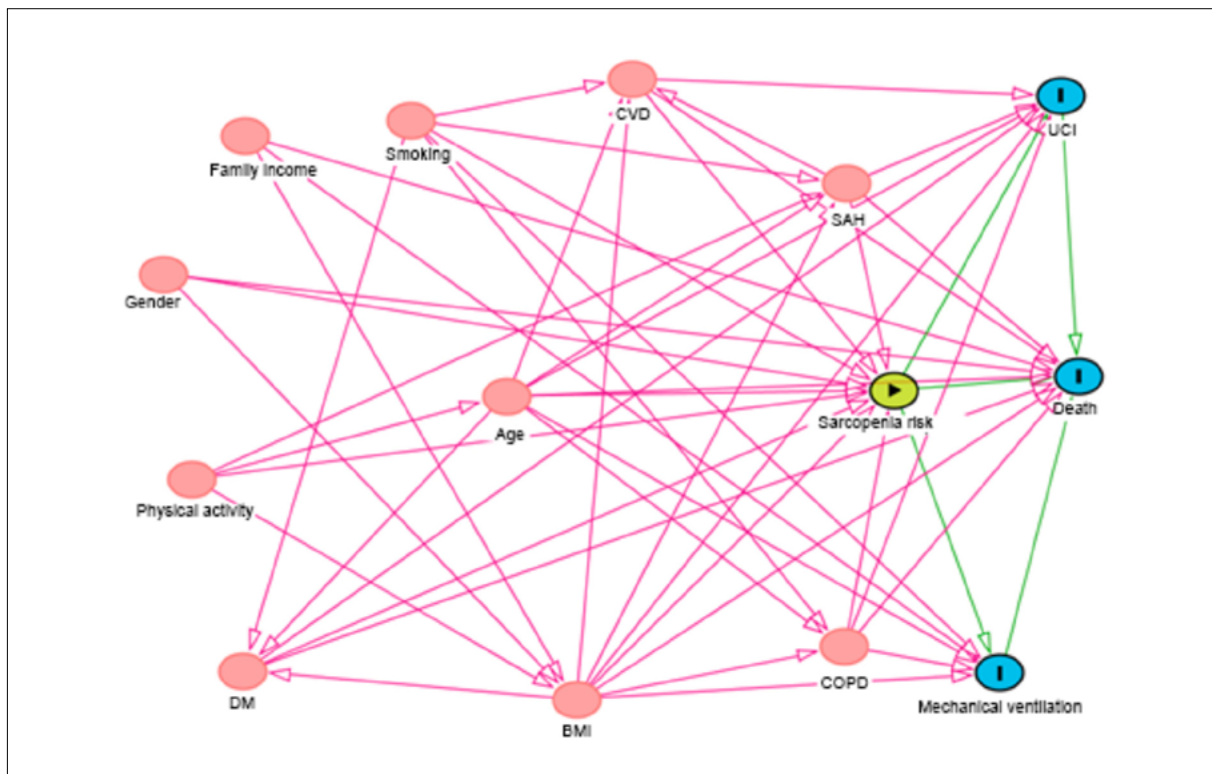 CVD
UCI
Smoking
Family income
SAH
Gender
Death
Sarcopenia risk
Age
Physical activity
DM
COPD
Mechanical ventilation
BMI